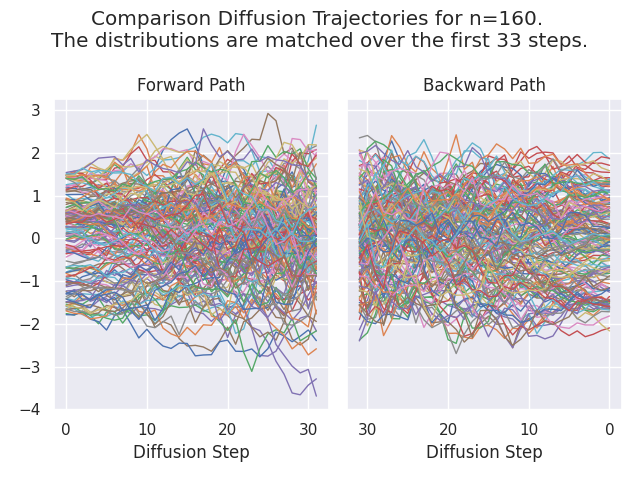 Comparison Diffusion Trajectories for n=160.
The distributions are matched over the first 33 steps.
Forward Path
Backward Path
3
2
1
0
−1
−2
−3
−4
0 10 20 30
30 20 10 0
Diffusion Step
Diffusion Step